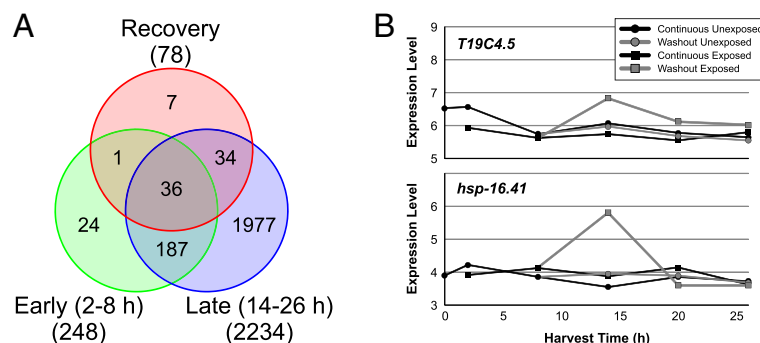 A
Recovery
(78)
7
1
34
36
24
1977
187
Early (2-8 h)
(248)
Late (14-26 h)
(2234)
B
Continuous Unexposed
Washout Unexposed
Continuous Exposed
Washout Exposed
T19C4.5
Expression Level
9
8
7
6
5
hsp-16.41
Expression Level
7
6
5
4
3
0
5
10
15
20
25
Harvest Time (h)